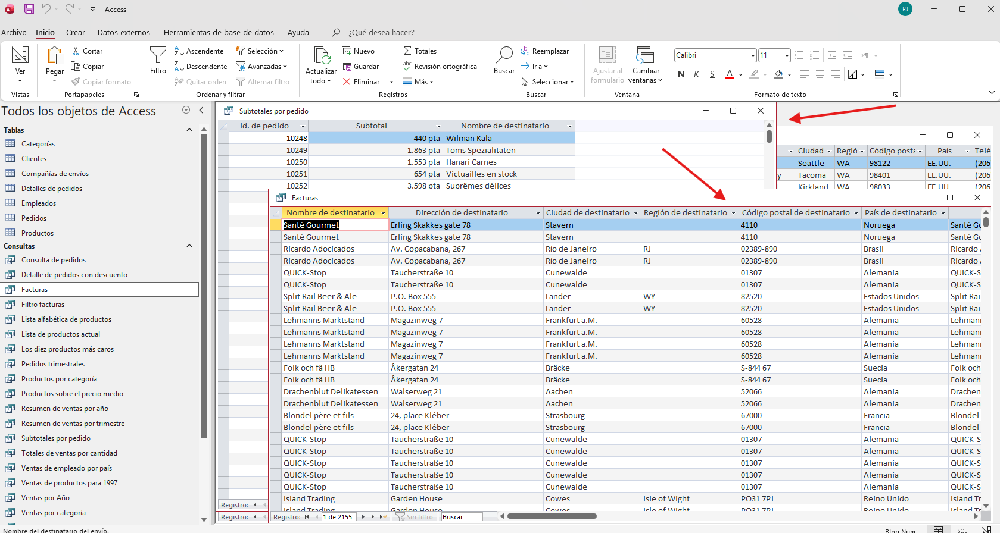 Access
RJ
Archivo Inicio Crear Datos externos Herramientas de base de datos Ayuda ¿Qué desea hacer?
Ver
Vistas
Pegar
Cortar
Copiar
Copiar formato
Portapapeles
Filtro
Ascendente
Descendente
Quitar orden
Selección
Avanzadas
Alternar filtro
Ordenar y filtrar
Actualizar
todo
Nuevo
Guardar
Eliminar
Totales
Revisión ortográfica
Más
Registros
Buscar
Reemplazar
Ir a
Seleccionar
Buscar
Ajustar al
formulario
Cambiar
ventanas
Ventana
Calibri 11
N K S
Formato de texto
Todos los objetos de Access
Tablas
Categorías
Clientes
Compañías de envíos
Detalles de pedidos
Empleados
Pedidos
Productos
Consultas
Consulta de pedidos
Detalle de pedidos con descuento
Facturas
Filtro facturas
Lista alfabética de productos
Lista de productos actual
Los diez productos más caros
Pedidos trimestrales
Productos por categoría
Productos sobre el precio medio
Resumen de ventas por año
Resumen de ventas por trimestre
Subtotales por pedido
Totales de ventas por cantidad
Ventas de empleado por país
Ventas de productos para 1997
Ventas por Año
Ventas por categoría
Subtotales por pedido
Id. de pedido Subtotal Nombre de destinatario
10248 440 pta Wilman Kala
10249 1.863 pta Toms Spezialitäten
10250 1.553 pta Hanari Carnes
10251 654 pta Victuailles en stock
10252 3.598 pta Suprêmes délices
Ciudad Regió Código posta País Telé
Seattle WA 98122 EE.UU. (206
y Tacoma WA 98401 EE.UU. (206
Kirkland WA 98033 EE.UU. (206
Facturas
Nombre de destinatario Dirección de destinatario Ciudad de destinatario Región de destinatario Código postal de destinatario País de destinatario
Santé Gourmet Erling Skakkes gate 78 Stavern 4110 Noruega Santé Go
Santé Gourmet Erling Skakkes gate 78 Stavern 4110 Noruega Santé Go
Ricardo Adocicados Av. Copacabana, 267 Río de Janeiro RJ 02389-890 Brasil Ricardo A
Ricardo Adocicados Av. Copacabana, 267 Río de Janeiro RJ 02389-890 Brasil Ricardo A
QUICK-Stop Taucherstraße 10 Cunewalde 01307 Alemania QUICK-S
QUICK-Stop Taucherstraße 10 Cunewalde 01307 Alemania QUICK-S
Split Rail Beer & Ale P.O. Box 555 Lander WY 82520 Estados Unidos Split Rai
Split Rail Beer & Ale P.O. Box 555 Lander WY 82520 Estados Unidos Split Rai
Lehmanns Marktstand Magazinweg 7 Frankfurt a.M. 60528 Alemania Lehmann
Lehmanns Marktstand Magazinweg 7 Frankfurt a.M. 60528 Alemania Lehmann
Lehmanns Marktstand Magazinweg 7 Frankfurt a.M. 60528 Alemania Lehmann
Lehmanns Marktstand Magazinweg 7 Frankfurt a.M. 60528 Alemania Lehmann
Folk och fä HB Åkergatan 24 Bräcke S-844 67 Suecia Folk och
Folk och fä HB Åkergatan 24 Bräcke S-844 67 Suecia Folk och
Drachenblut Delikatessen Walserweg 21 Aachen 52066 Alemania Drachen
Drachenblut Delikatessen Walserweg 21 Aachen 52066 Alemania Drachen
Blondel père et fils 24, place Kléber Strasbourg 67000 Francia Blondel
Blondel père et fils 24, place Kléber Strasbourg 67000 Francia Blondel
QUICK-Stop Taucherstraße 10 Cunewalde 01307 Alemania QUICK-S
QUICK-Stop Taucherstraße 10 Cunewalde 01307 Alemania QUICK-S
QUICK-Stop Taucherstraße 10 Cunewalde 01307 Alemania QUICK-S
QUICK-Stop Taucherstraße 10 Cunewalde 01307 Alemania QUICK-S
QUICK-Stop Taucherstraße 10 Cunewalde 01307 Alemania QUICK-S
Island Trading Garden House Cowes Isle of Wight PO31 7PJ Reino Unido Island Tr
Island Trading Garden House Cowes Isle of Wight PO31 7PJ Reino Unido Island Tr
Registro:
Registro:
Registro: 1 de 2155 Sin filtro Buscar
Nombre del destinatario del envío.
Bloq Num
SQL